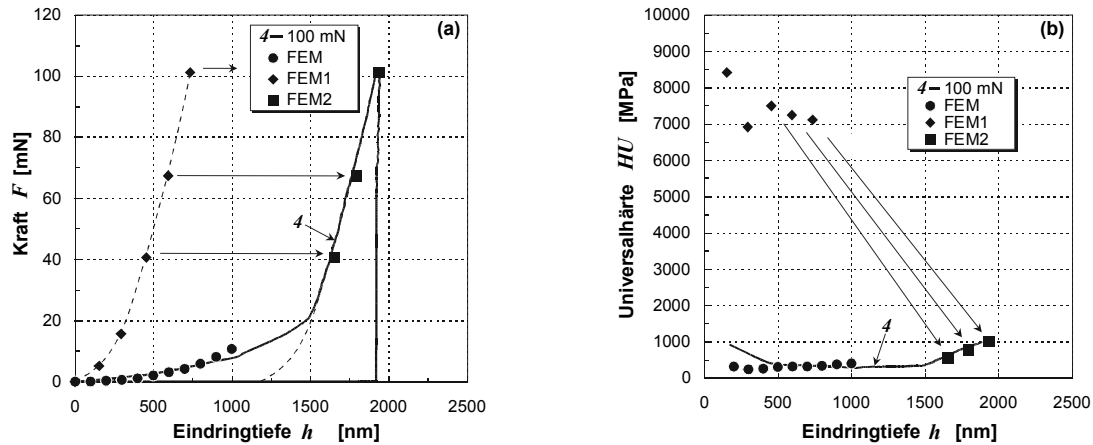 (a)
4 100 mN
FEM
FEM1
FEM2
120
100
80
60
40
20
0
Kraft F [mN]
4
0 500 1000 1500 2000 2500
Eindringtiefe h [nm]
(b)
4 100 mN
FEM
FEM1
FEM2
10000
9000
8000
7000
6000
5000
4000
3000
2000
1000
0
Universalhärte HU [MPa]
4
0 500 1000 1500 2000 2500
Eindringtiefe h [nm]